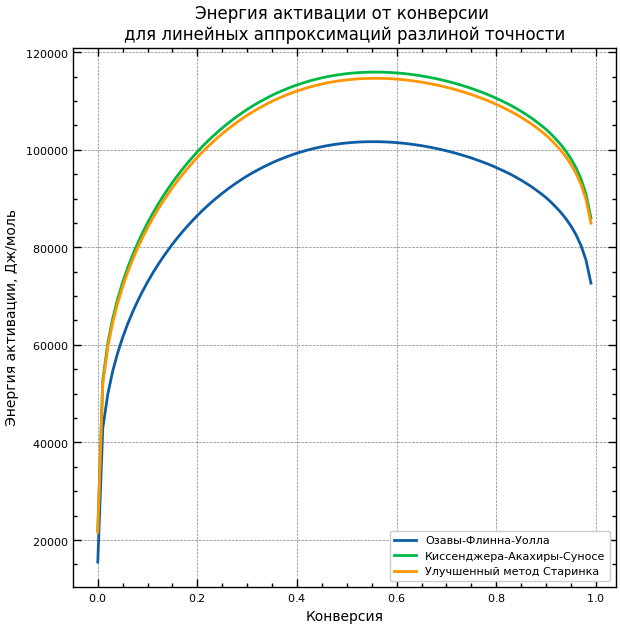 Энергия активации от конверсии
для линейных аппроксимаций разлиной точности
120000
100000
80000
60000
40000
20000
Энергия активации, Дж/моль
0.0 0.2 0.4 0.6 0.8 1.0
Конверсия
Озавы-Флинна-Уолла
Киссенджера-Акахиры-Суносе
Улучшенный метод Старинка